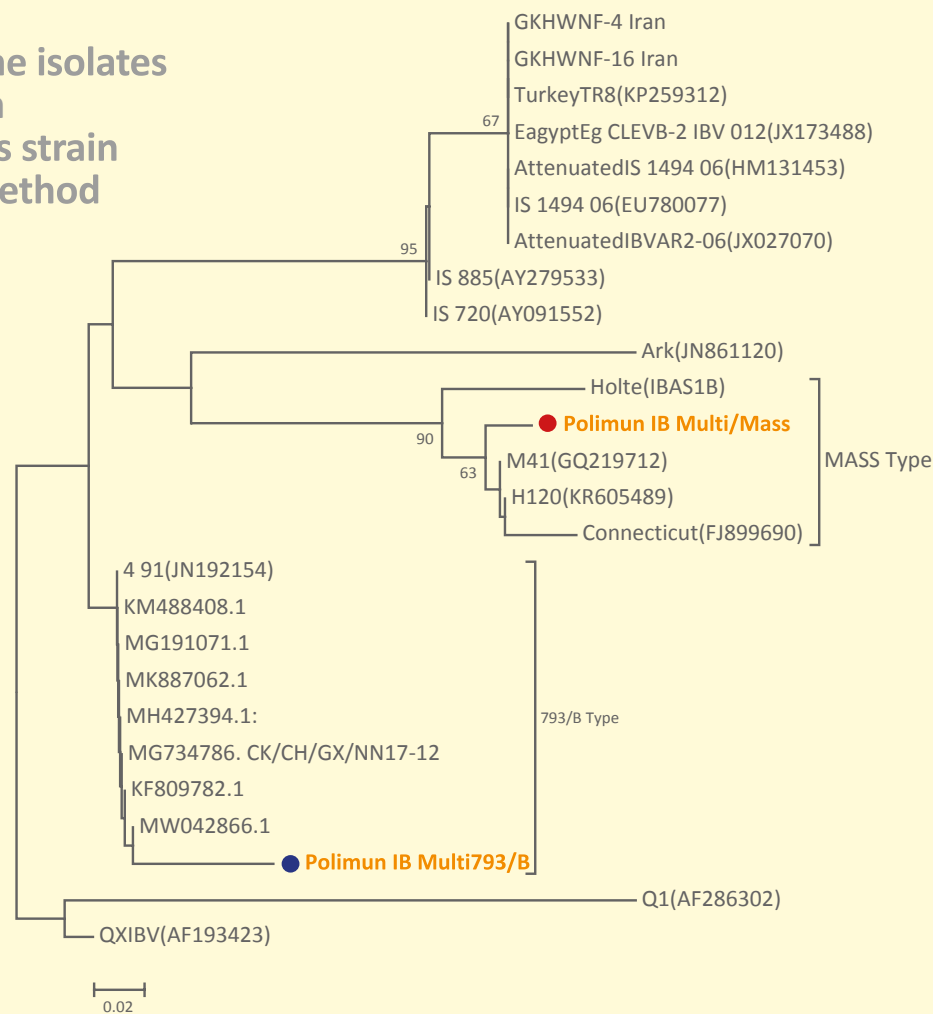 ne isolates
s strain
ethod
GKHWNF-4 Iran
GKHWNF-16 Iran
TurkeyTR8(KP259312)
67
EagyptEg CLEVB-2 IBV 012(JX173488)
AttenuatedIS 1494 06(HM131453)
IS 1494 06(EU780077)
AttenuatedIBVAR2-06(JX027070)
95
IS 885(AY279533)
IS 720(AY091552)
Ark(JN861120)
Holte(IBAS1B)
Polimun IB Multi/Mass
90
M41(GQ219712)
MASS Type
63
H120(KR605489)
Connecticut(FJ899690)
4 91(JN192154)
KM488408.1
MG191071.1
MK887062.1
MH427394.1:
793/B Type
MG734786. CK/CH/GX/NN17-12
KF809782.1
MW042866.1
Polimun IB Multi793/B
Q1(AF286302)
QXIBV(AF193423)
0.02